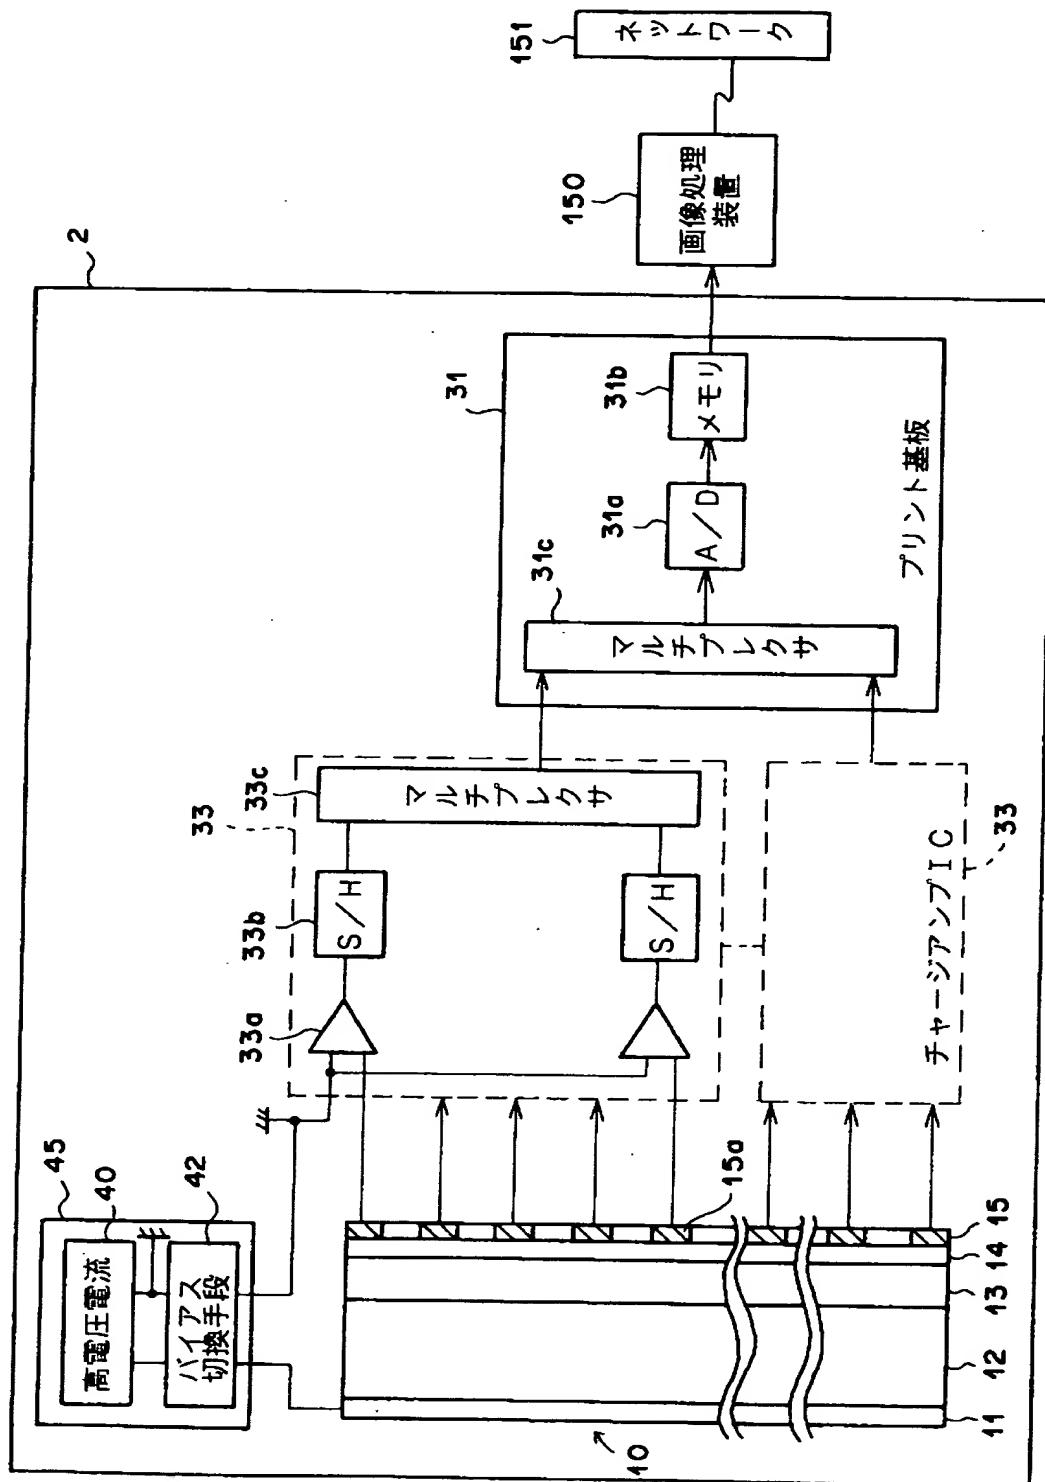 2
45
40
高電圧電流
42
バイアス
切換手段
10
11
12
13
14
15
15a
33
33a
33b
S/H
S/H
33c
マルチプレクサ
チャージアンプIC
33
31
31c
マルチプレクサ
31a
A/D
31b
メモリ
プリント基板
150
画像処理
装置
151
ネットワーク